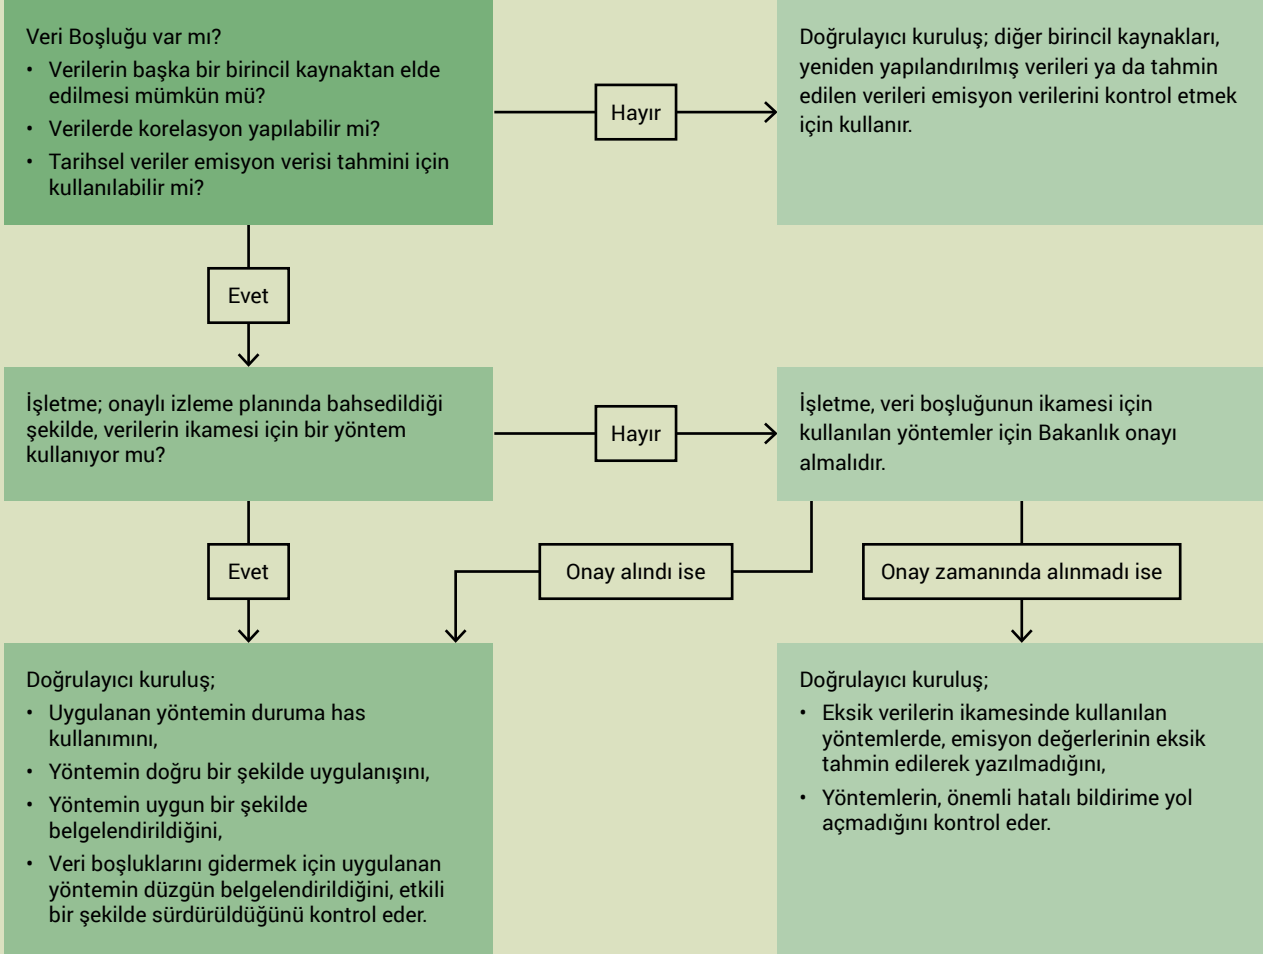 Veri Boşluğu var mı?
• Verilerin başka bir birincil kaynaktan elde
edilmesi mümkün mü?
• Verilerde korelasyon yapılabilir mi?
• Tarihsel veriler emisyon verisi tahmini için
kullanılabilir mi?
Hayır
Doğrulayıcı kuruluş; diğer birincil kaynakları,
yeniden yapılandırılmış verileri ya da tahmin
edilen verileri emisyon verilerini kontrol etmek
için kullanır.
Evet
İşletme; onaylı izleme planında bahsedildiği
şekilde, verilerin ikamesi için bir yöntem
kullanıyor mu?
Hayır
İşletme, veri boşluğunun ikamesi için
kullanılan yöntemler için Bakanlık onayı
almalıdır.
Evet
Onay alındı ise
Onay zamanında alınmadı ise
Doğrulayıcı kuruluş;
• Uygulanan yöntemin duruma has
kullanımını,
• Yöntemin doğru bir şekilde uygulanışını,
• Yöntemin uygun bir şekilde
belgelendirildiğini,
• Veri boşluklarını gidermek için uygulanan
yöntemin düzgün belgelendirildiğini, etkili
bir şekilde sürdürüldüğünü kontrol eder.
Doğrulayıcı kuruluş;
• Eksik verilerin ikamesinde kullanılan
yöntemlerde, emisyon değerlerinin eksik
tahmin edilerek yazılmadığını,
• Yöntemlerin, önemli hatalı bildirime yol
açmadığını kontrol eder.